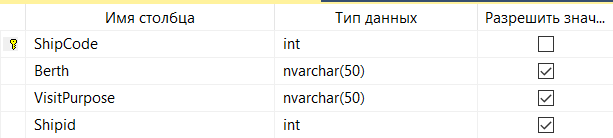 Имя столбца Тип данных Разрешить знач...
ShipCode int
Berth nvarchar(50)
VisitPurpose nvarchar(50)
Shipid int